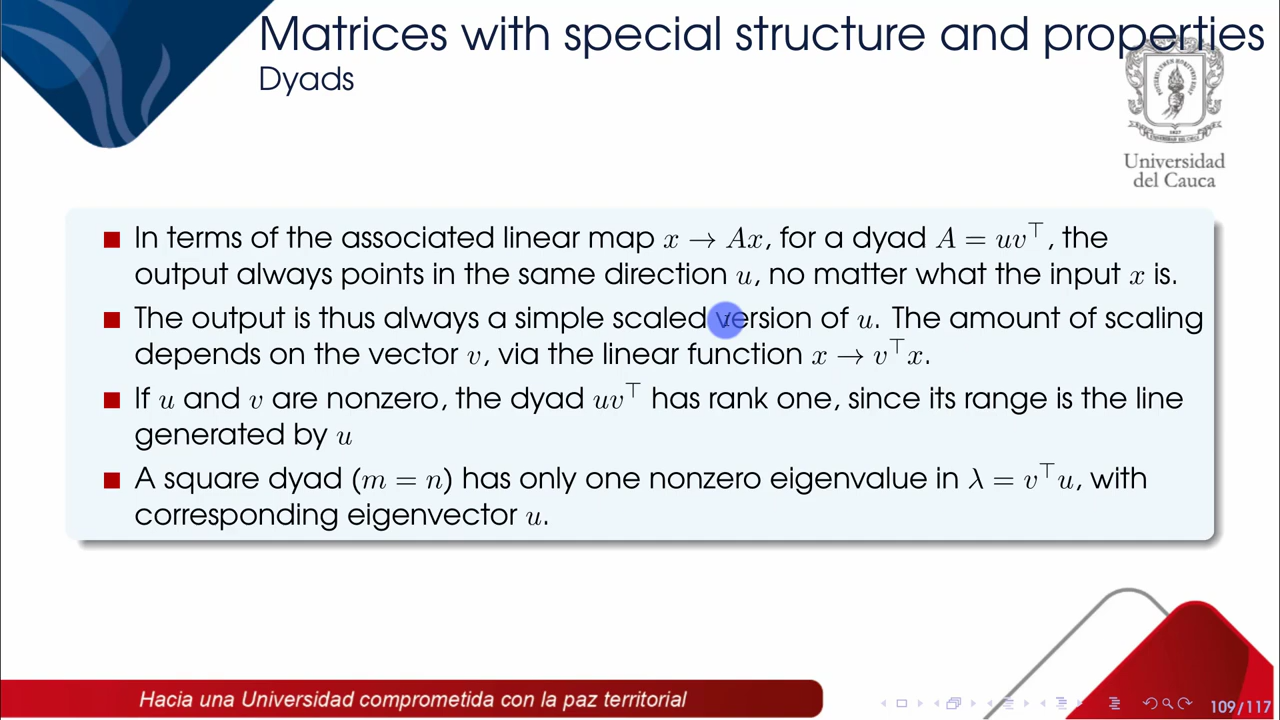 Matrices with special structure and properties
Dyads
Universidad
del Cauca
In terms of the associated linear map x → Ax, for a dyad A = uv⊤, the
output always points in the same direction u, no matter what the input x is.
The output is thus always a simple scaled version of u. The amount of scaling
depends on the vector v, via the linear function x → v⊤x.
If u and v are nonzero, the dyad uv⊤ has rank one, since its range is the line
generated by u
A square dyad (m = n) has only one nonzero eigenvalue in λ = v⊤u, with
corresponding eigenvector u.
Hacia una Universidad comprometida con la paz territorial
109/117